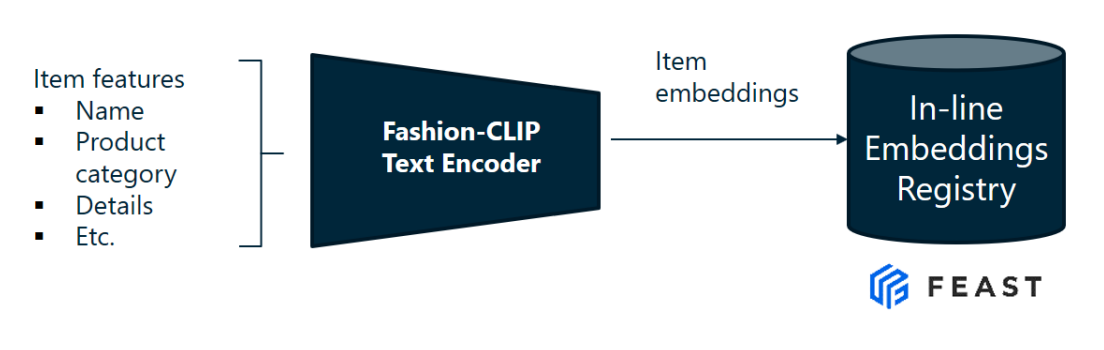 Item features
▪ Name
▪ Product
category
▪ Details
▪ Etc.
Fashion-CLIP
Text Encoder
Item
embeddings
In-line
Embeddings
Registry
FEAST